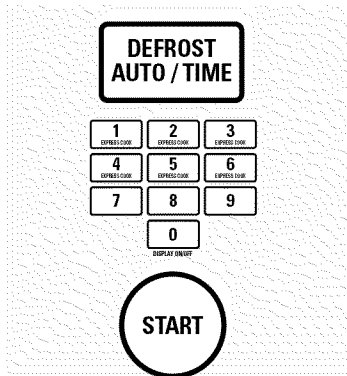 DEFROST
AUTO / TIME
1 2 3
EXPRESS COOK EXPRESS COOK EXPRESS COOK
4 5 6
EXPRESS COOK EXPRESS COOK EXPRESS COOK
7 8 9
0
DISPLAY ON/OFF
START